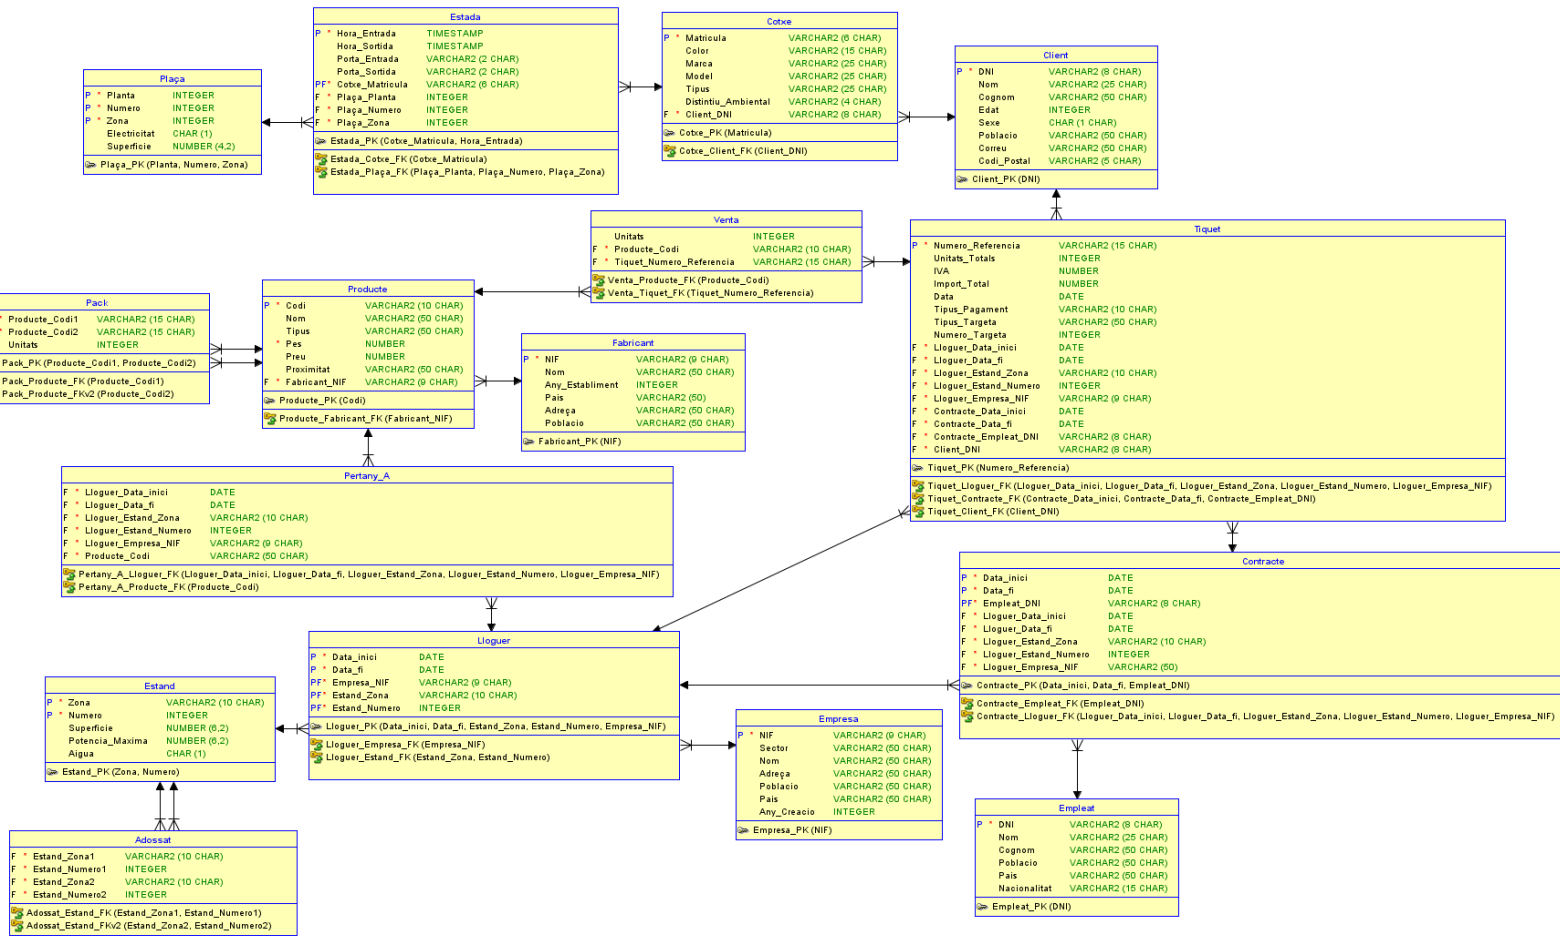 Plaça
P * Planta INTEGER
P * Numero INTEGER
P * Zona INTEGER
Electricitat CHAR (1)
Superficie NUMBER (4,2)
Plaça_PK (Planta, Numero, Zona)
Estada
P * Hora_Entrada TIMESTAMP
Hora_Sortida TIMESTAMP
Porta_Entrada VARCHAR2 (2 CHAR)
Porta_Sortida VARCHAR2 (2 CHAR)
PF* Cotxe_Matricula VARCHAR2 (6 CHAR)
F * Plaça_Planta INTEGER
F * Plaça_Numero INTEGER
F * Plaça_Zona INTEGER
Estada_PK (Cotxe_Matricula, Hora_Entrada)
Estada_Cotxe_FK (Cotxe_Matricula)
Estada_Plaça_FK (Plaça_Planta, Plaça_Numero, Plaça_Zona)
Cotxe
P * Matricula VARCHAR2 (6 CHAR)
Color VARCHAR2 (15 CHAR)
Marca VARCHAR2 (25 CHAR)
Model VARCHAR2 (25 CHAR)
Tipus VARCHAR2 (25 CHAR)
Distintiu_Ambiental VARCHAR2 (4 CHAR)
F * Client_DNI VARCHAR2 (8 CHAR)
Cotxe_PK (Matricula)
Cotxe_Client_FK (Client_DNI)
Client
P * DNI VARCHAR2 (8 CHAR)
Nom VARCHAR2 (25 CHAR)
Cognom VARCHAR2 (50 CHAR)
Edat INTEGER
Sexe CHAR (1 CHAR)
Poblacio VARCHAR2 (50 CHAR)
Correu VARCHAR2 (50 CHAR)
Codi_Postal VARCHAR2 (5 CHAR)
Client_PK (DNI)
Venta
Unitats INTEGER
F * Producte_Codi VARCHAR2 (10 CHAR)
F * Tiquet_Numero_Referencia VARCHAR2 (15 CHAR)
Venta_Producte_FK (Producte_Codi)
Venta_Tiquet_FK (Tiquet_Numero_Referencia)
Tiquet
P * Numero_Referencia VARCHAR2 (15 CHAR)
Unitats_Totals INTEGER
IVA NUMBER
Import_Total NUMBER
Data DATE
Tipus_Pagament VARCHAR2 (10 CHAR)
Tipus_Targeta VARCHAR2 (50 CHAR)
Numero_Targeta INTEGER
F * Lloguer_Data_inici DATE
F * Lloguer_Data_fi DATE
F * Lloguer_Estand_Zona VARCHAR2 (10 CHAR)
F * Lloguer_Estand_Numero INTEGER
F * Lloguer_Empresa_NIF VARCHAR2 (9 CHAR)
F * Contracte_Data_inici DATE
F * Contracte_Data_fi DATE
F * Contracte_Empleat_DNI VARCHAR2 (8 CHAR)
F * Client_DNI VARCHAR2 (8 CHAR)
Tiquet_PK (Numero_Referencia)
Tiquet_Lloguer_FK (Lloguer_Data_inici, Lloguer_Data_fi, Lloguer_Estand_Zona, Lloguer_Estand_Numero, Lloguer_Empresa_NIF)
Tiquet_Contracte_FK (Contracte_Data_inici, Contracte_Data_fi, Contracte_Empleat_DNI)
Tiquet_Client_FK (Client_DNI)
Pack
* Producte_Codi1 VARCHAR2 (15 CHAR)
* Producte_Codi2 VARCHAR2 (15 CHAR)
Unitats INTEGER
Pack_PK (Producte_Codi1, Producte_Codi2)
Pack_Producte_FK (Producte_Codi1)
Pack_Producte_FKv2 (Producte_Codi2)
Producte
P * Codi VARCHAR2 (10 CHAR)
Nom VARCHAR2 (50 CHAR)
Tipus VARCHAR2 (50 CHAR)
* Pes NUMBER
Preu NUMBER
Proximitat VARCHAR2 (50 CHAR)
F * Fabricant_NIF VARCHAR2 (9 CHAR)
Producte_PK (Codi)
Producte_Fabricant_FK (Fabricant_NIF)
Fabricant
P * NIF VARCHAR2 (9 CHAR)
Nom VARCHAR2 (50 CHAR)
Any_Establiment INTEGER
Pais VARCHAR2 (50)
Adreça VARCHAR2 (50 CHAR)
Poblacio VARCHAR2 (50 CHAR)
Fabricant_PK (NIF)
Pertany_A
F * Lloguer_Data_inici DATE
F * Lloguer_Data_fi DATE
F * Lloguer_Estand_Zona VARCHAR2 (10 CHAR)
F * Lloguer_Estand_Numero INTEGER
F * Lloguer_Empresa_NIF VARCHAR2 (9 CHAR)
F * Producte_Codi VARCHAR2 (50 CHAR)
Pertany_A_Lloguer_FK (Lloguer_Data_inici, Lloguer_Data_fi, Lloguer_Estand_Zona, Lloguer_Estand_Numero, Lloguer_Empresa_NIF)
Pertany_A_Producte_FK (Producte_Codi)
Contracte
P * Data_inici DATE
P * Data_fi DATE
PF* Empleat_DNI VARCHAR2 (8 CHAR)
F * Lloguer_Data_inici DATE
F * Lloguer_Data_fi DATE
F * Lloguer_Estand_Zona VARCHAR2 (10 CHAR)
F * Lloguer_Estand_Numero INTEGER
F * Lloguer_Empresa_NIF VARCHAR2 (50)
Contracte_PK (Data_inici, Data_fi, Empleat_DNI)
Contracte_Empleat_FK (Empleat_DNI)
Contracte_Lloguer_FK (Lloguer_Data_inici, Lloguer_Data_fi, Lloguer_Estand_Zona, Lloguer_Estand_Numero, Lloguer_Empresa_NIF)
Lloguer
P * Data_inici DATE
P * Data_fi DATE
PF* Empresa_NIF VARCHAR2 (9 CHAR)
PF* Estand_Zona VARCHAR2 (10 CHAR)
PF* Estand_Numero INTEGER
Lloguer_PK (Data_inici, Data_fi, Estand_Zona, Estand_Numero, Empresa_NIF)
Lloguer_Empresa_FK (Empresa_NIF)
Lloguer_Estand_FK (Estand_Zona, Estand_Numero)
Estand
P * Zona VARCHAR2 (10 CHAR)
P * Numero INTEGER
Superficie NUMBER (6,2)
Potencia_Maxima NUMBER (6,2)
Aigua CHAR (1)
Estand_PK (Zona, Numero)
Empresa
P * NIF VARCHAR2 (9 CHAR)
Sector VARCHAR2 (50 CHAR)
Nom VARCHAR2 (50 CHAR)
Adreça VARCHAR2 (50 CHAR)
Poblacio VARCHAR2 (50 CHAR)
Pais VARCHAR2 (50 CHAR)
Any_Creacio INTEGER
Empresa_PK (NIF)
Empleat
P * DNI VARCHAR2 (8 CHAR)
Nom VARCHAR2 (25 CHAR)
Cognom VARCHAR2 (50 CHAR)
Poblacio VARCHAR2 (50 CHAR)
Pais VARCHAR2 (50 CHAR)
Nacionalitat VARCHAR2 (15 CHAR)
Empleat_PK (DNI)
Adossat
F * Estand_Zona1 VARCHAR2 (10 CHAR)
F * Estand_Numero1 INTEGER
F * Estand_Zona2 VARCHAR2 (10 CHAR)
F * Estand_Numero2 INTEGER
Adossat_Estand_FK (Estand_Zona1, Estand_Numero1)
Adossat_Estand_FKv2 (Estand_Zona2, Estand_Numero2)